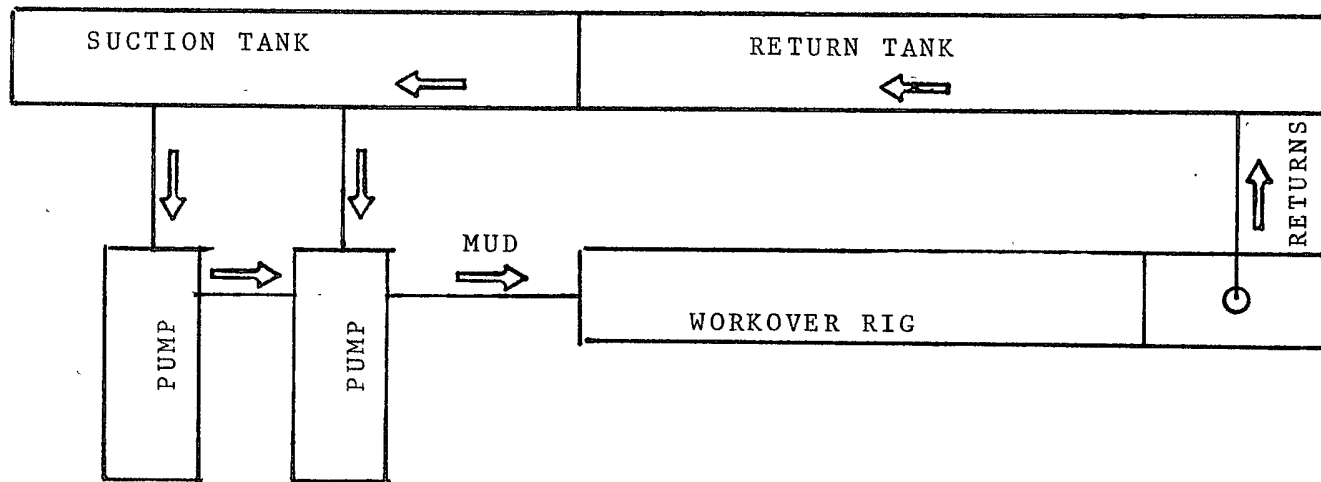 SUCTION TANK
RETURN TANK
RETURNS
MUD
PUMP
PUMP
WORKOVER RIG